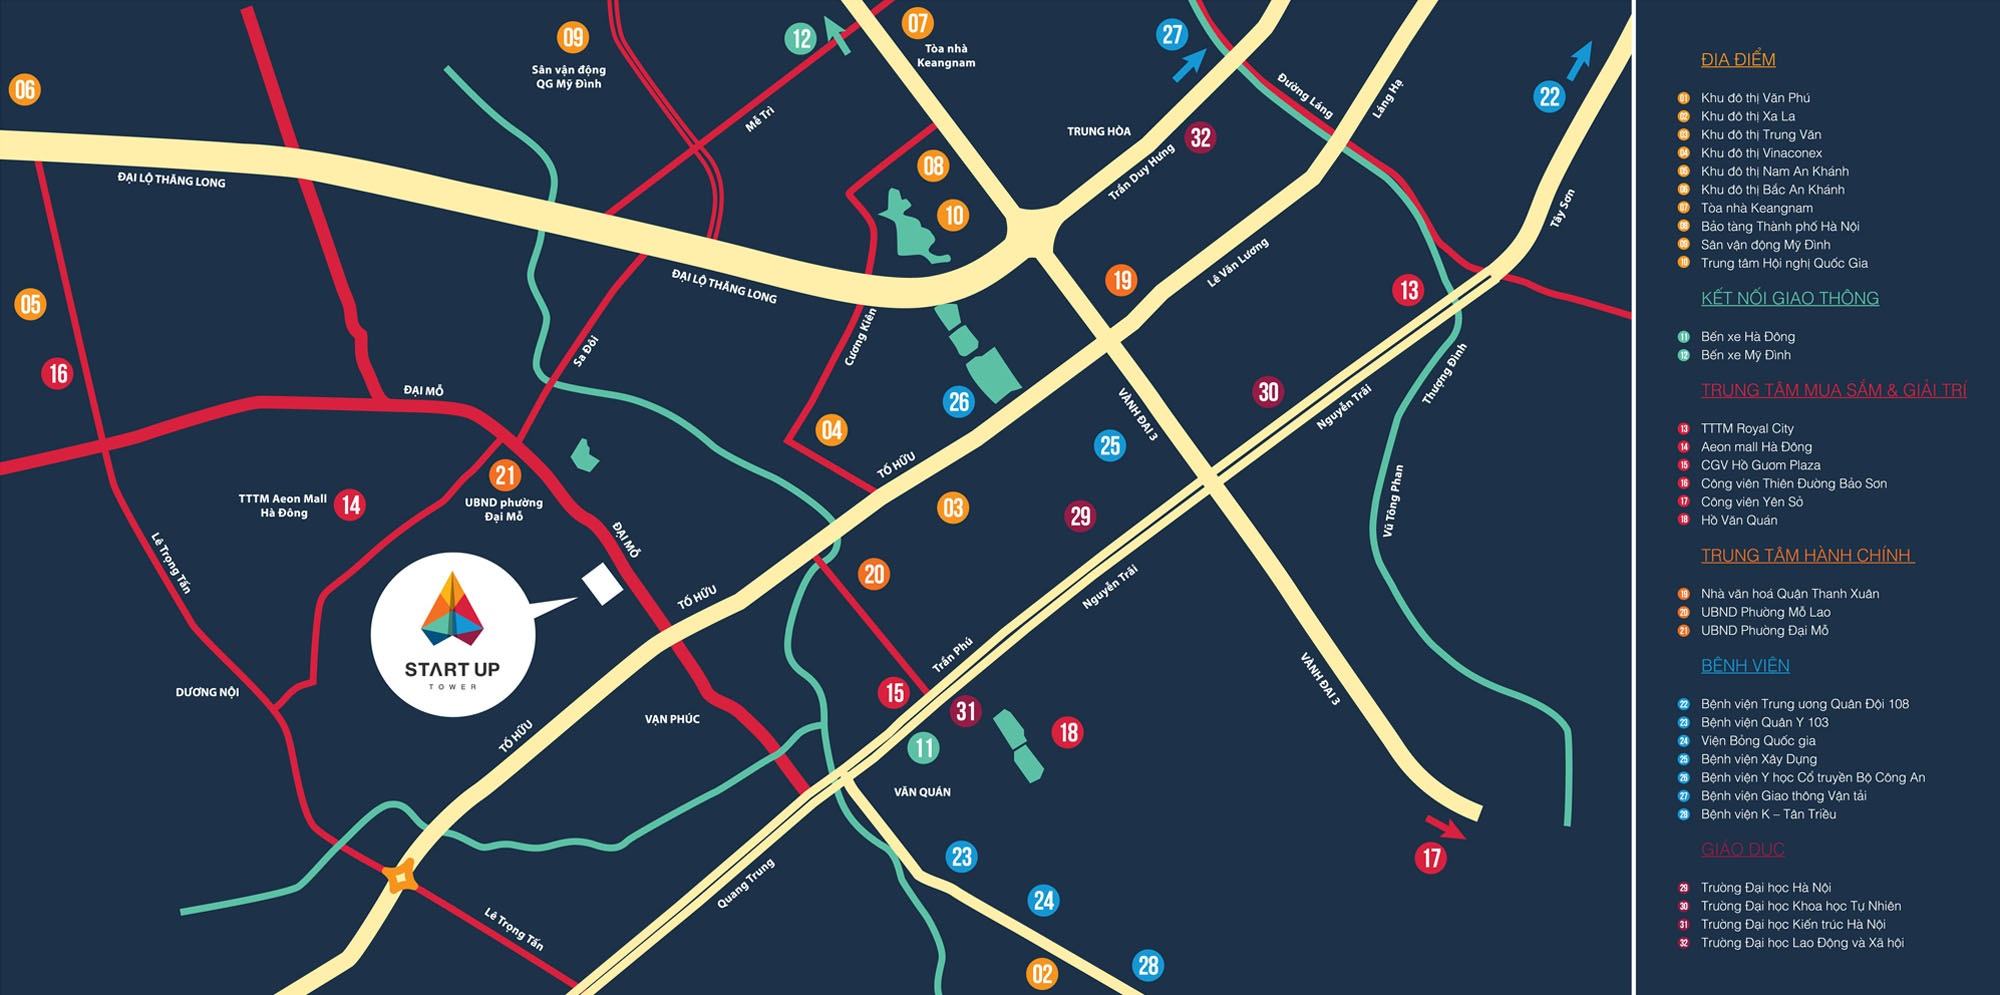 06
09
Sân vận động
QG Mỹ Đình
12
07
Tòa nhà
Keangnam
27
22
Mễ Trì
TRUNG HÒA
32
Trần Duy Hưng
Đường Láng
Láng Hạ
Tây Sơn
ĐẠI LỘ THĂNG LONG
08
10
ĐẠI LỘ THĂNG LONG
Lê Văn Lương
19
13
05
16
Sa Đôi
Cương Kiên
ĐẠI MỖ
26
04
VÀNH ĐAI 3
30
Nguyễn Trãi
Thượng Đình
25
TỐ HỮU
21
UBND phường
Đại Mỗ
TTTM Aeon Mall
Hà Đông
14
03
29
Vũ Tông Phan
Lê Trọng Tấn
ĐẠI MỖ
20
TỐ HỮU
Nguyễn Trãi
START UP
TOWER
Trần Phú
DƯƠNG NỘI
VẠN PHÚC
15
31
18
VÀNH ĐAI 3
TỐ HỮU
11
VĂN QUÁN
17
Quang Trung
23
24
Lê Trọng Tấn
02
28
ĐỊA ĐIỂM
01 Khu đô thị Văn Phú
02 Khu đô thị Xa La
03 Khu đô thị Trung Văn
04 Khu đô thị Vinaconex
05 Khu đô thị Nam An Khánh
06 Khu đô thị Bắc An Khánh
07 Tòa nhà Keangnam
08 Bảo tàng Thành phố Hà Nội
09 Sân vận động Mỹ Đình
10 Trung tâm Hội nghị Quốc Gia
KẾT NỐI GIAO THÔNG
11 Bến xe Hà Đông
12 Bến xe Mỹ Đình
TRUNG TÂM MUA SẮM & GIẢI TRÍ
13 TTTM Royal City
14 Aeon mall Hà Đông
15 CGV Hồ Gươm Plaza
16 Công viên Thiên Đường Bảo Sơn
17 Công viên Yên Sở
18 Hồ Văn Quán
TRUNG TÂM HÀNH CHÍNH
19 Nhà văn hoá Quận Thanh Xuân
20 UBND Phường Mỗ Lao
21 UBND Phường Đại Mỗ
BỆNH VIỆN
22 Bệnh viện Trung ương Quân Đội 108
23 Bệnh viện Quân Y 103
24 Viện Bỏng Quốc gia
25 Bệnh viện Xây Dựng
26 Bệnh viện Y học Cổ truyền Bộ Công An
27 Bệnh viện Giao thông Vận tải
28 Bệnh viện K – Tân Triều
GIÁO DỤC
29 Trường Đại học Hà Nội
30 Trường Đại học Khoa học Tự Nhiên
31 Trường Đại học Kiến trúc Hà Nội
32 Trường Đại học Lao Động và Xã hội